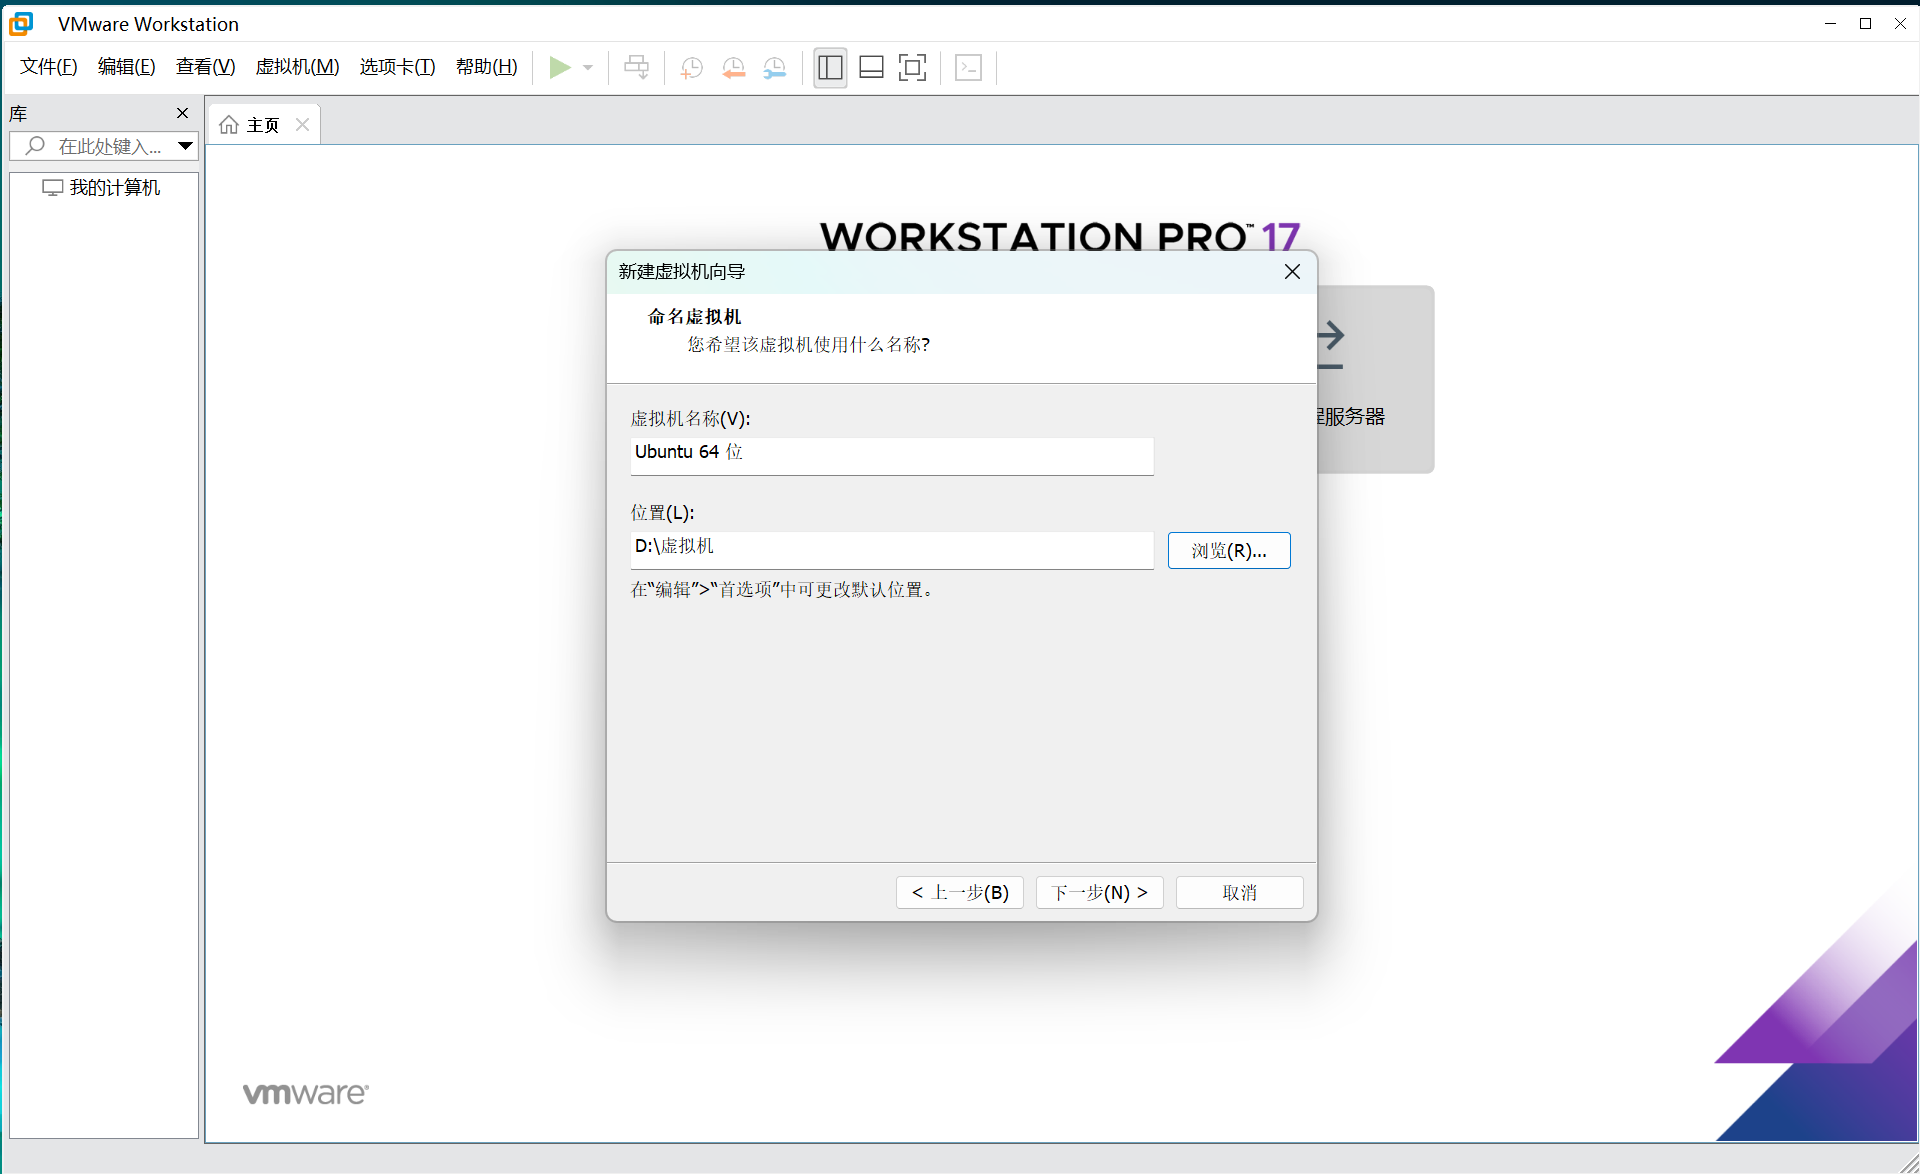 VMware Workstation
文件(F) 编辑(E) 查看(V) 虚拟机(M) 选项卡(T) 帮助(H)
库
主页
在此处键入...
我的计算机
WORKSTATION PRO™ 17
新建虚拟机向导
命名虚拟机
您希望该虚拟机使用什么名称?
程服务器
虚拟机名称(V):
Ubuntu 64 位
位置(L):
D:\虚拟机
浏览(R)...
在“编辑”>“首选项”中可更改默认位置。
< 上一步(B) 下一步(N) > 取消
vmware®